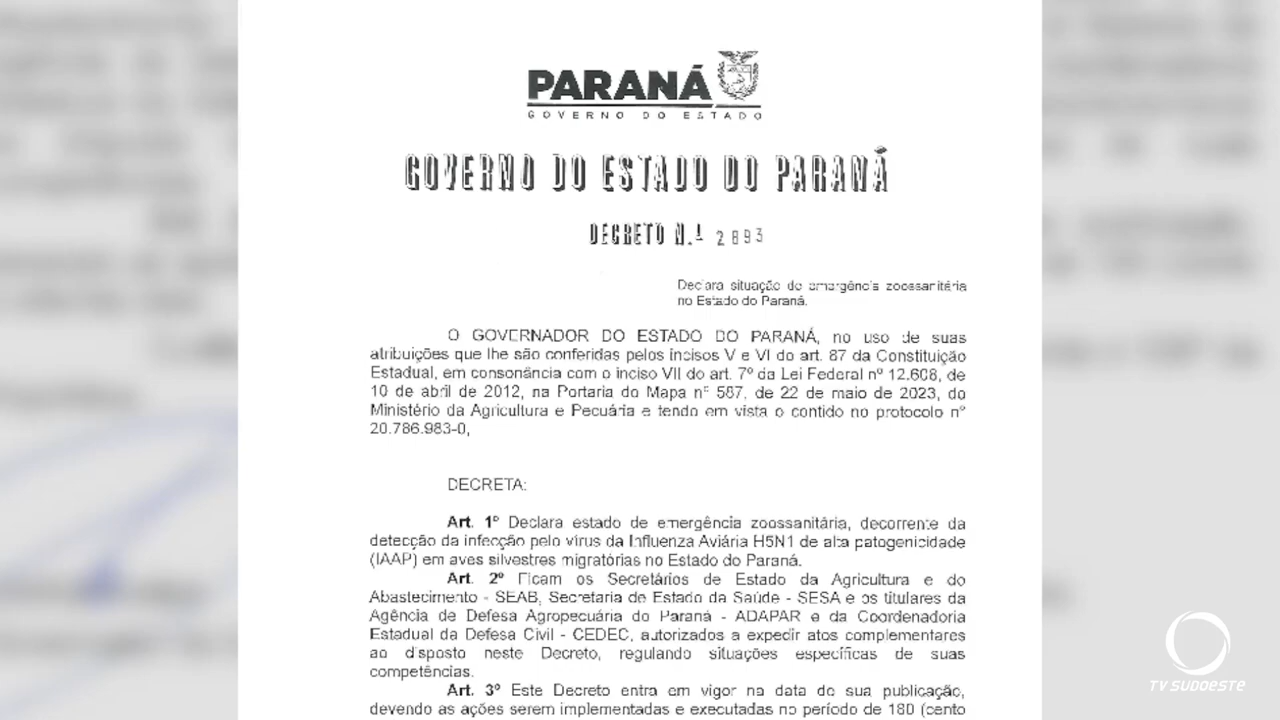 PARANÁ
GOVERNO DO ESTADO
GOVERNO DO ESTADO DO PARANÁ
DECRETO N.º 2893
Declara situação de emergência zoossanitária
no Estado do Paraná.
O GOVERNADOR DO ESTADO DO PARANÁ, no uso de suas
atribuições que lhe são conferidas pelos incisos V e VI do art. 87 da Constituição
Estadual, em consonância com o inciso VII do art. 7º da Lei Federal nº 12.608, de
10 de abril de 2012, na Portaria do Mapa nº 587, de 22 de maio de 2023, do
Ministério da Agricultura e Pecuária e tendo em vista o contido no protocolo nº
20.786.983-0,
DECRETA:
Art. 1º Declara estado de emergência zoossanitária, decorrente da
detecção da infecção pelo vírus da Influenza Aviária H5N1 de alta patogenicidade
(IAAP) em aves silvestres migratórias no Estado do Paraná.
Art. 2º Ficam os Secretários de Estado da Agricultura e do
Abastecimento - SEAB, Secretaria de Estado da Saúde - SESA e os titulares da
Agência de Defesa Agropecuária do Paraná - ADAPAR e da Coordenadoria
Estadual da Defesa Civil - CEDEC, autorizados a expedir atos complementares
ao disposto neste Decreto, regulando situações específicas de suas
competências.
Art. 3º Este Decreto entra em vigor na data de sua publicação,
devendo as ações serem implementadas e executadas no período de 180 (cento
TV SUDOESTE